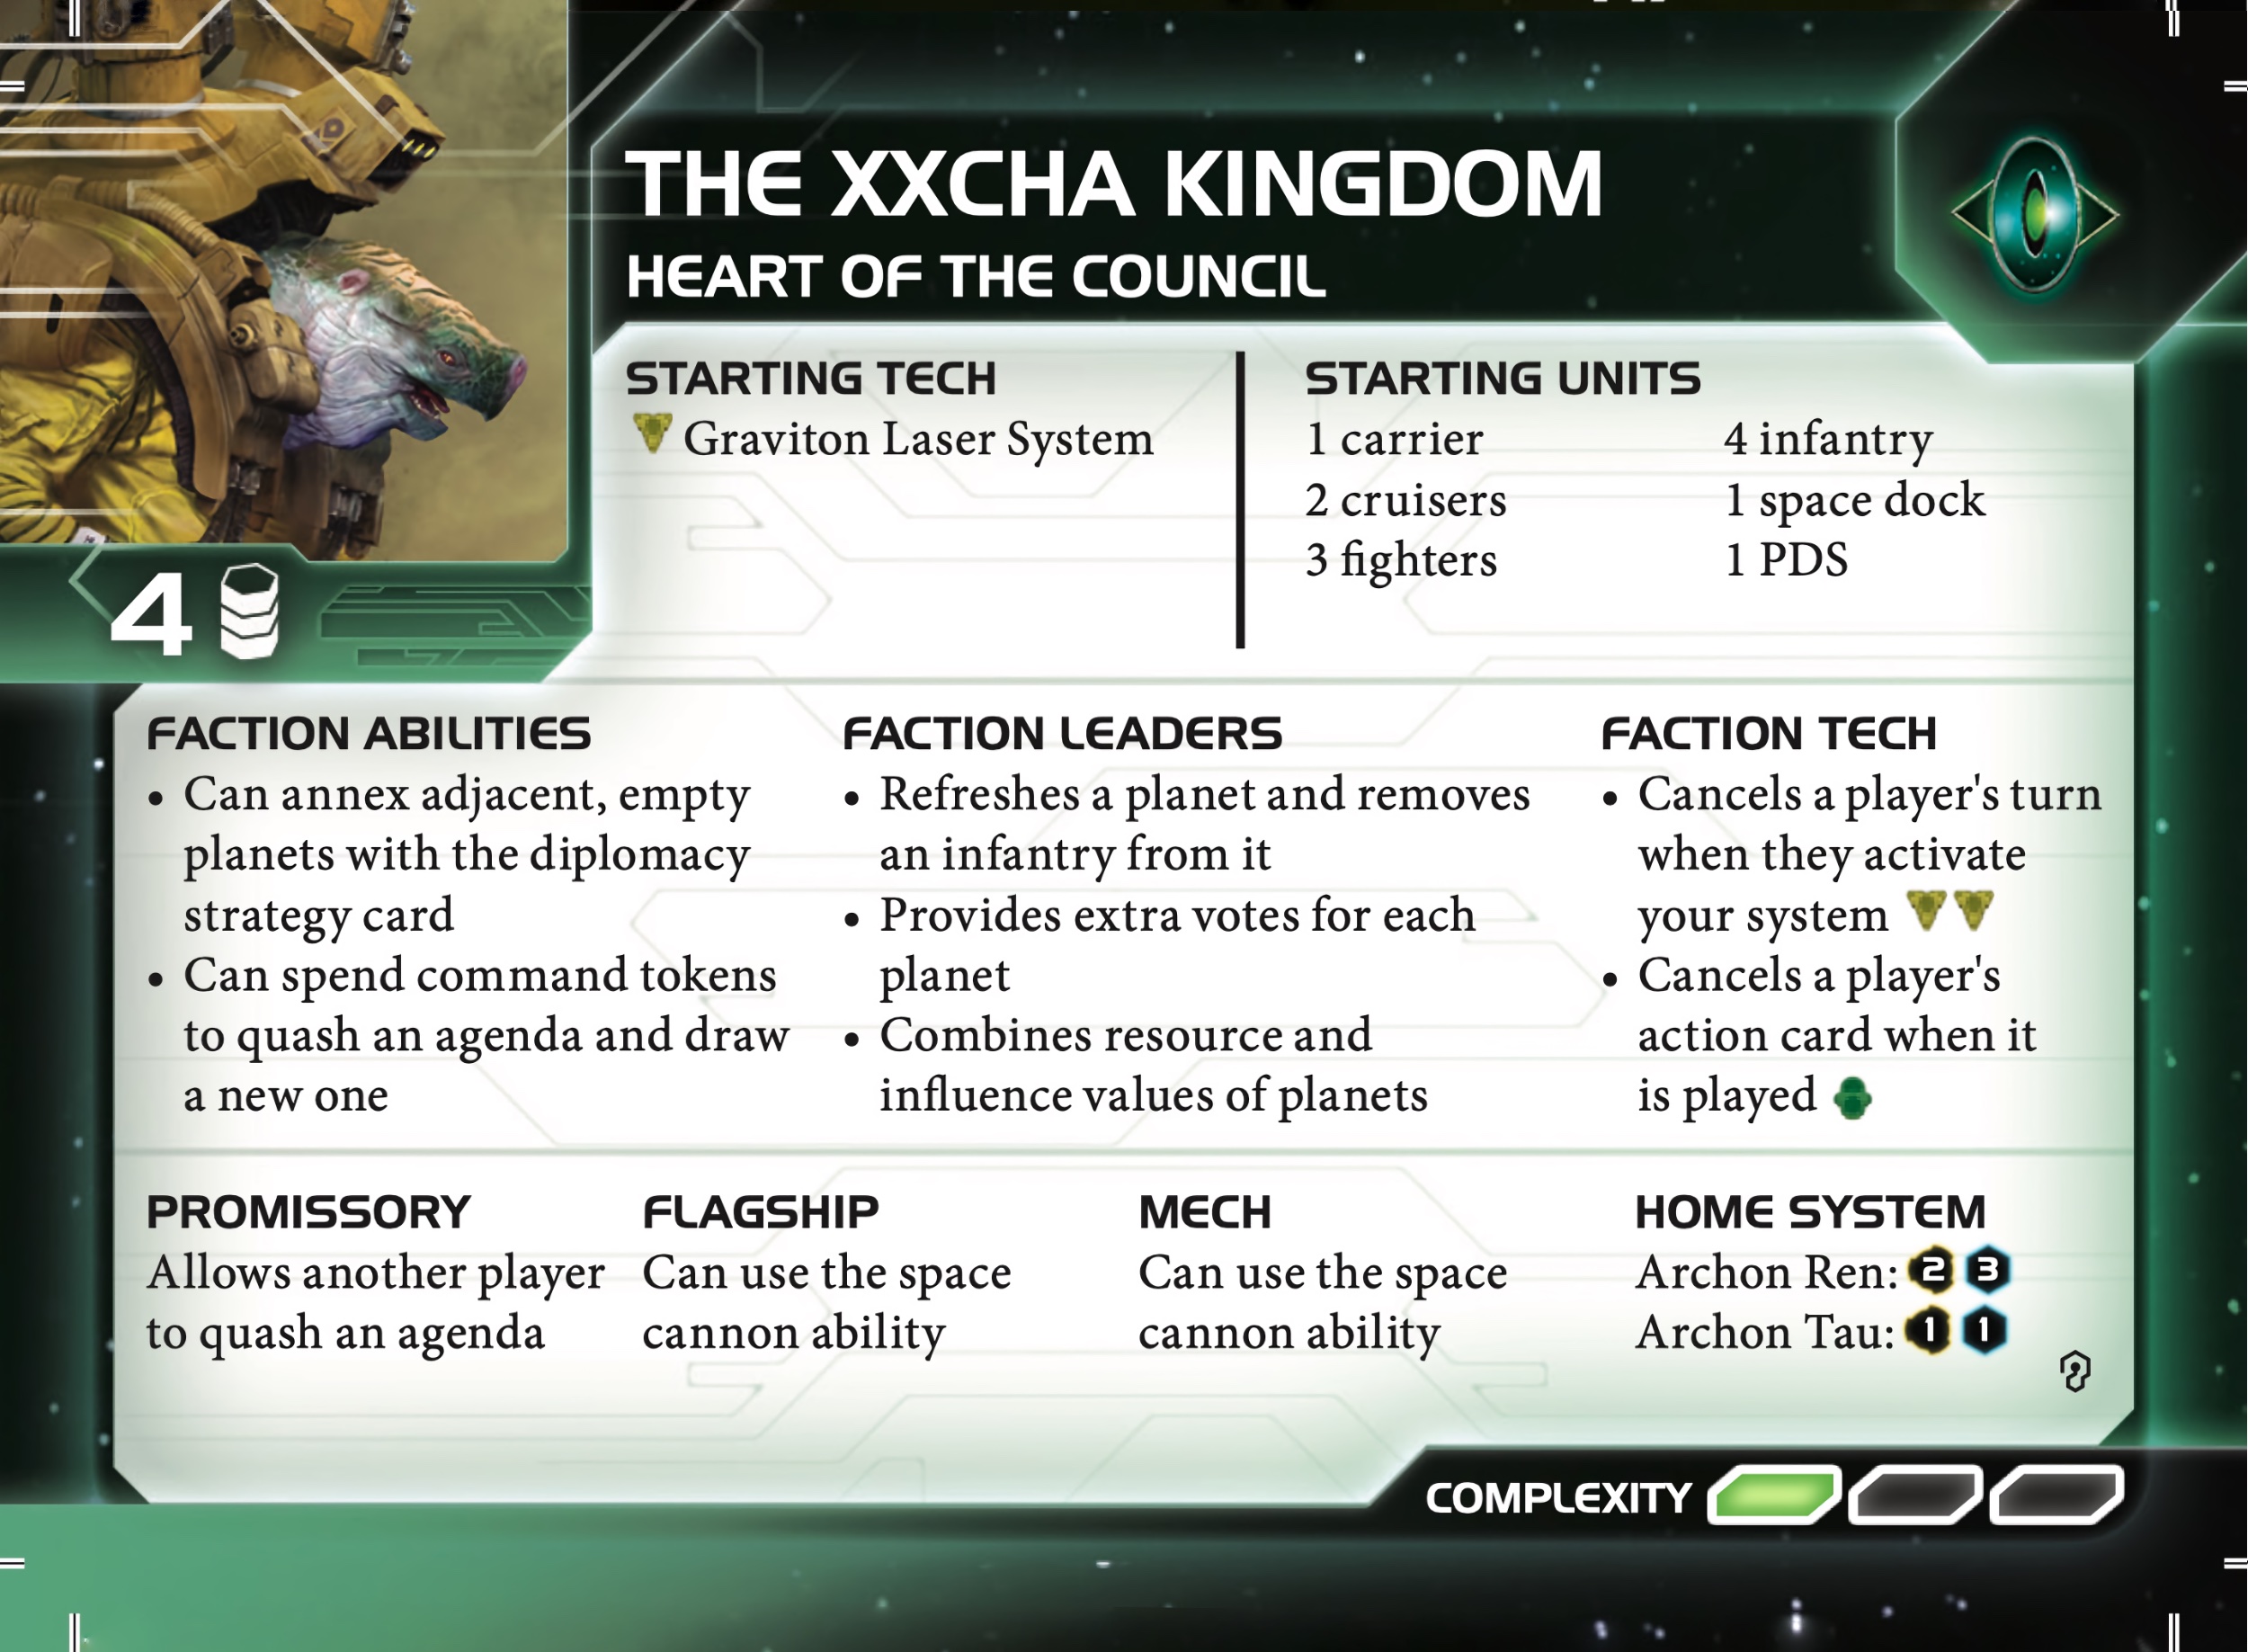 THE XXCHA KINGDOM
HEART OF THE COUNCIL
STARTING TECH
Graviton Laser System
STARTING UNITS
1 carrier
2 cruisers
3 fighters
4 infantry
1 space dock
1 PDS
4
FACTION ABILITIES
• Can annex adjacent, empty
planets with the diplomacy
strategy card
• Can spend command tokens
to quash an agenda and draw
a new one
FACTION LEADERS
• Refreshes a planet and removes
an infantry from it
• Provides extra votes for each
planet
• Combines resource and
influence values of planets
FACTION TECH
• Cancels a player's turn
when they activate
your system
• Cancels a player's
action card when it
is played
PROMISSORY
Allows another player
to quash an agenda
FLAGSHIP
Can use the space
cannon ability
MECH
Can use the space
cannon ability
HOME SYSTEM
Archon Ren: 2 3
Archon Tau: 1 1
COMPLEXITY